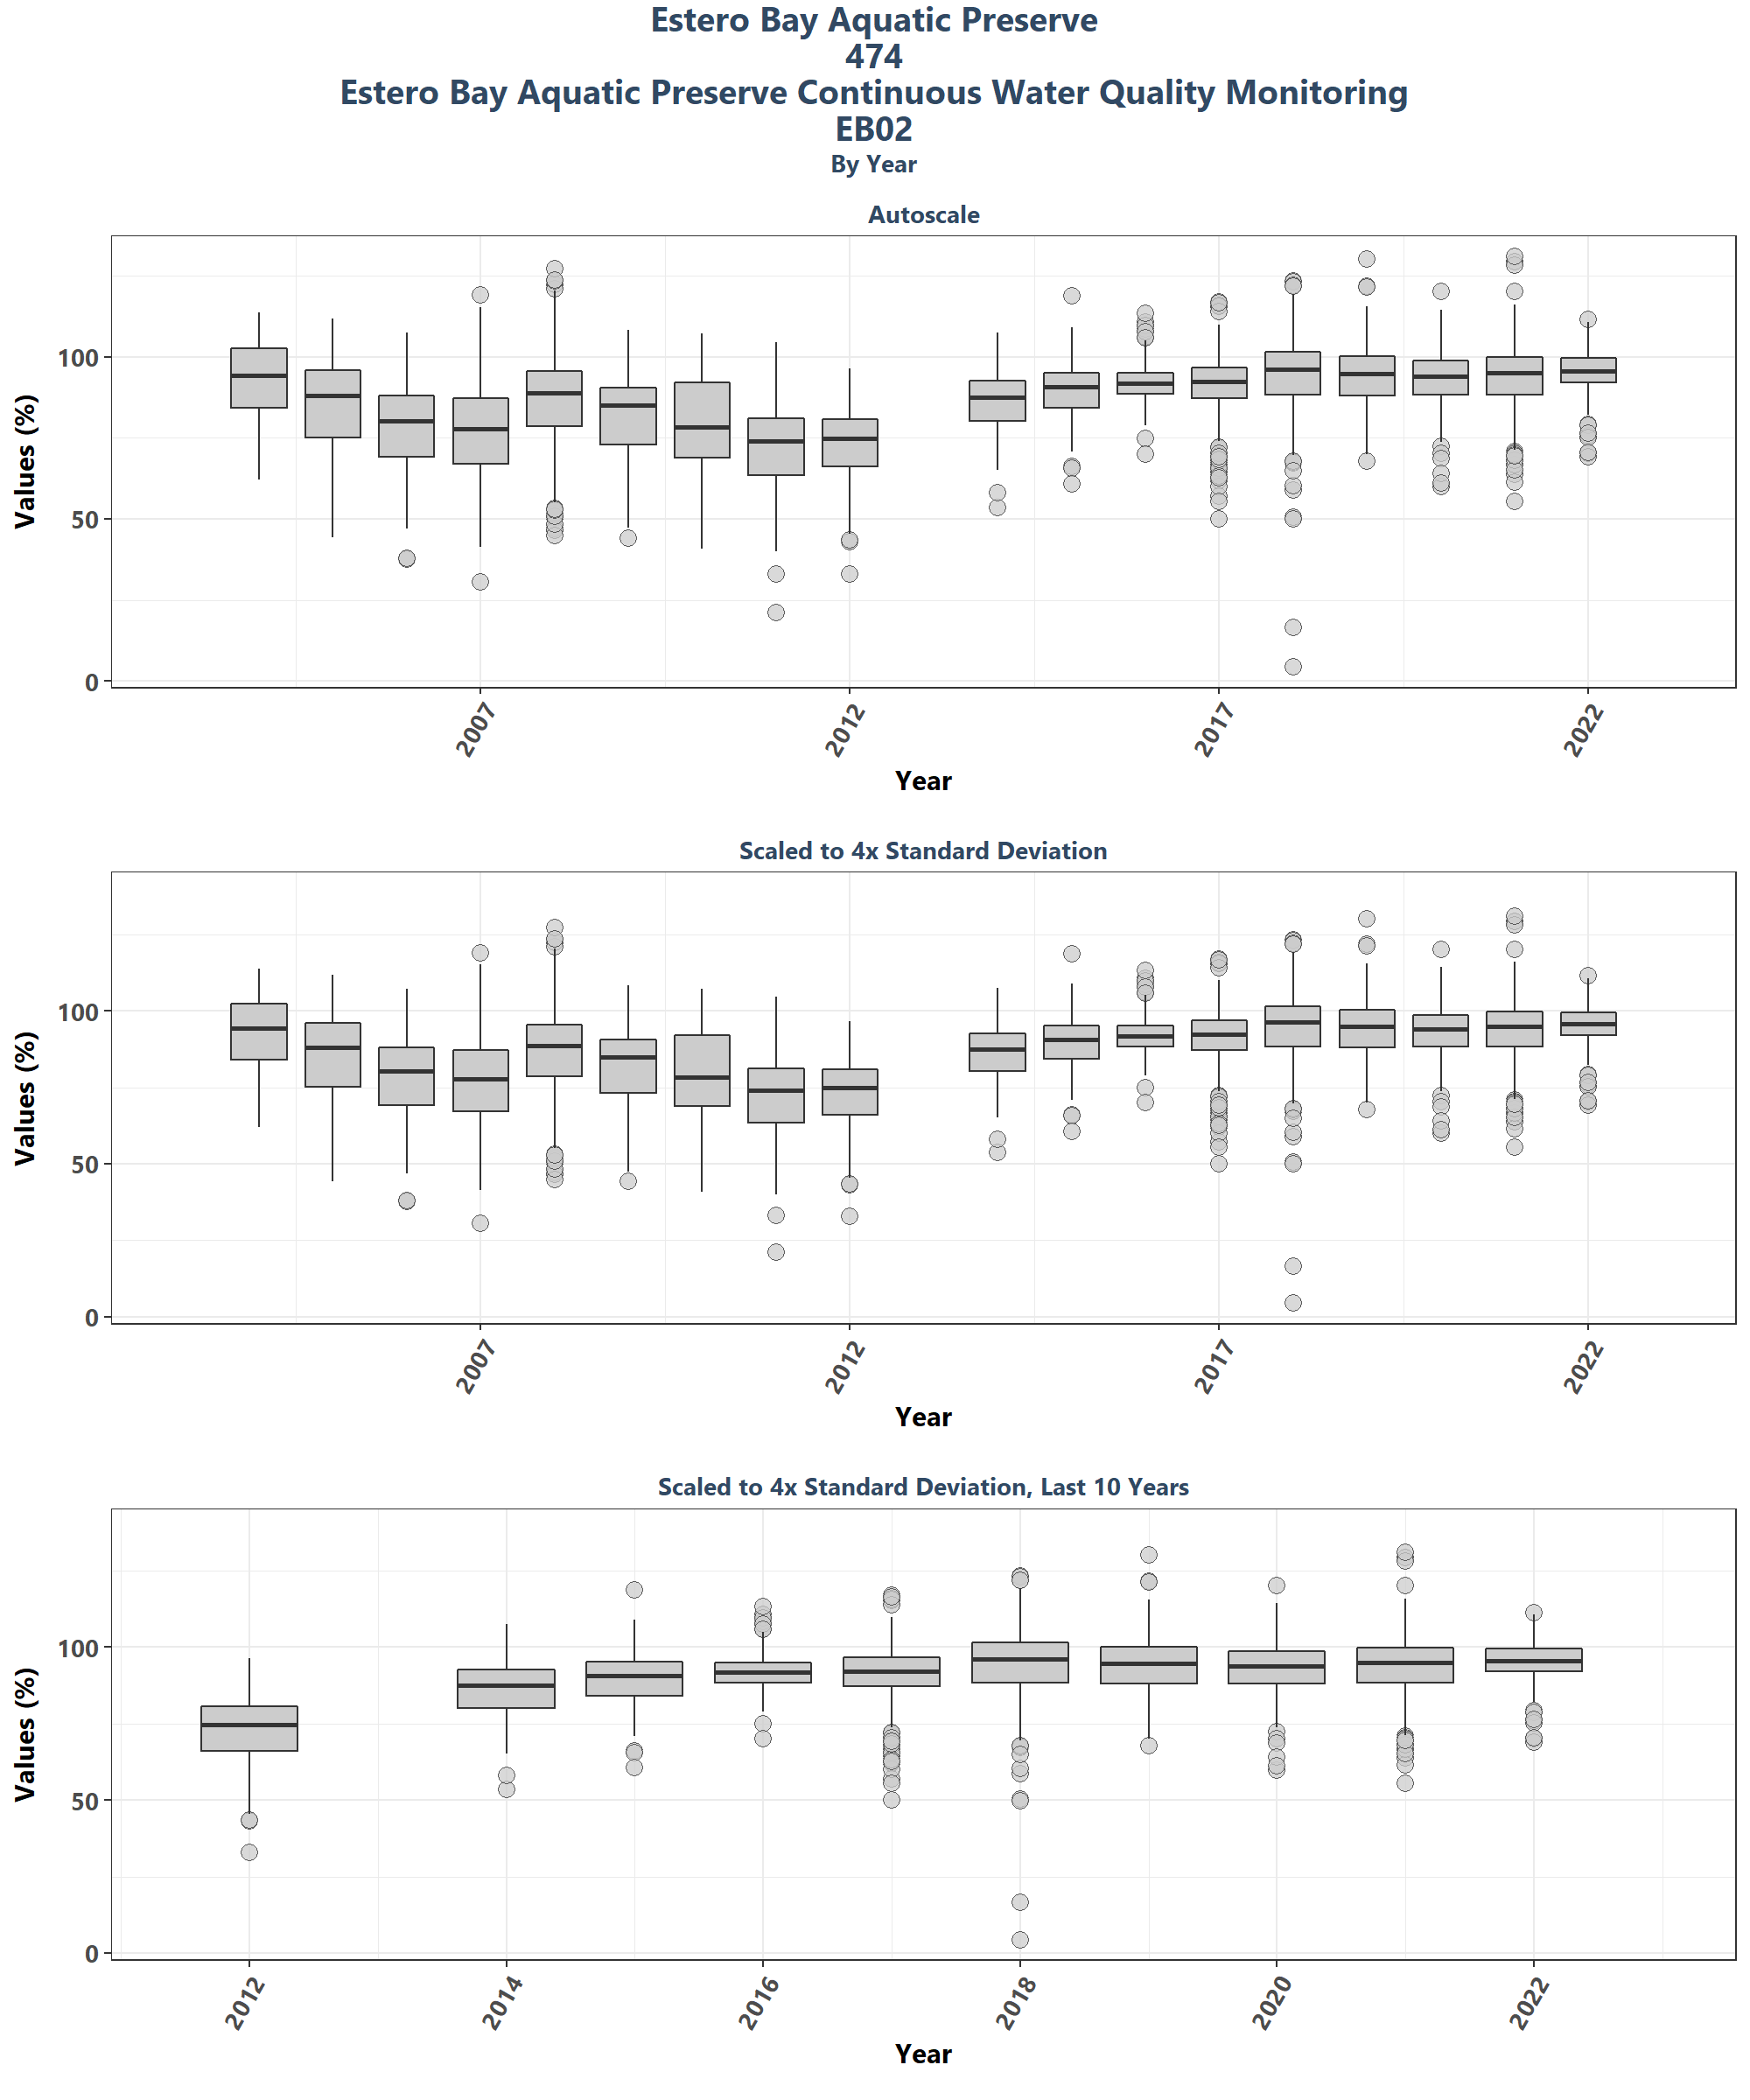 Estero Bay Aquatic Preserve
474
Estero Bay Aquatic Preserve Continuous Water Quality Monitoring
EB02
By Year
Autoscale
Values (%)
100
50
0
2007
2012
2017
2022
Year
Scaled to 4x Standard Deviation
Values (%)
100
50
0
2007
2012
2017
2022
Year
Scaled to 4x Standard Deviation, Last 10 Years
Values (%)
100
50
0
2012
2014
2016
2018
2020
2022
Year